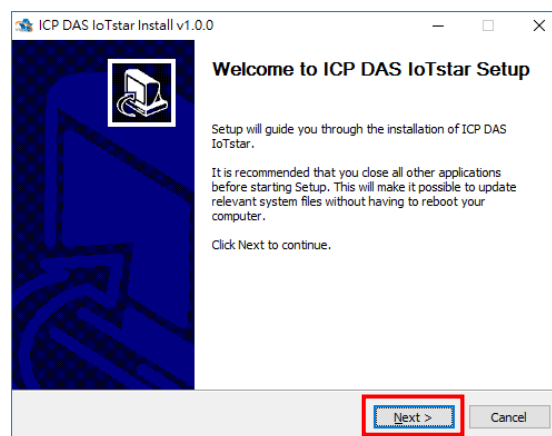 ICP DAS IoTstar Install v1.0.0
Welcome to ICP DAS IoTstar Setup
Setup will guide you through the installation of ICP DAS
IoTstar.
It is recommended that you close all other applications
before starting Setup. This will make it possible to update
relevant system files without having to reboot your
computer.
Click Next to continue.
Next >
Cancel